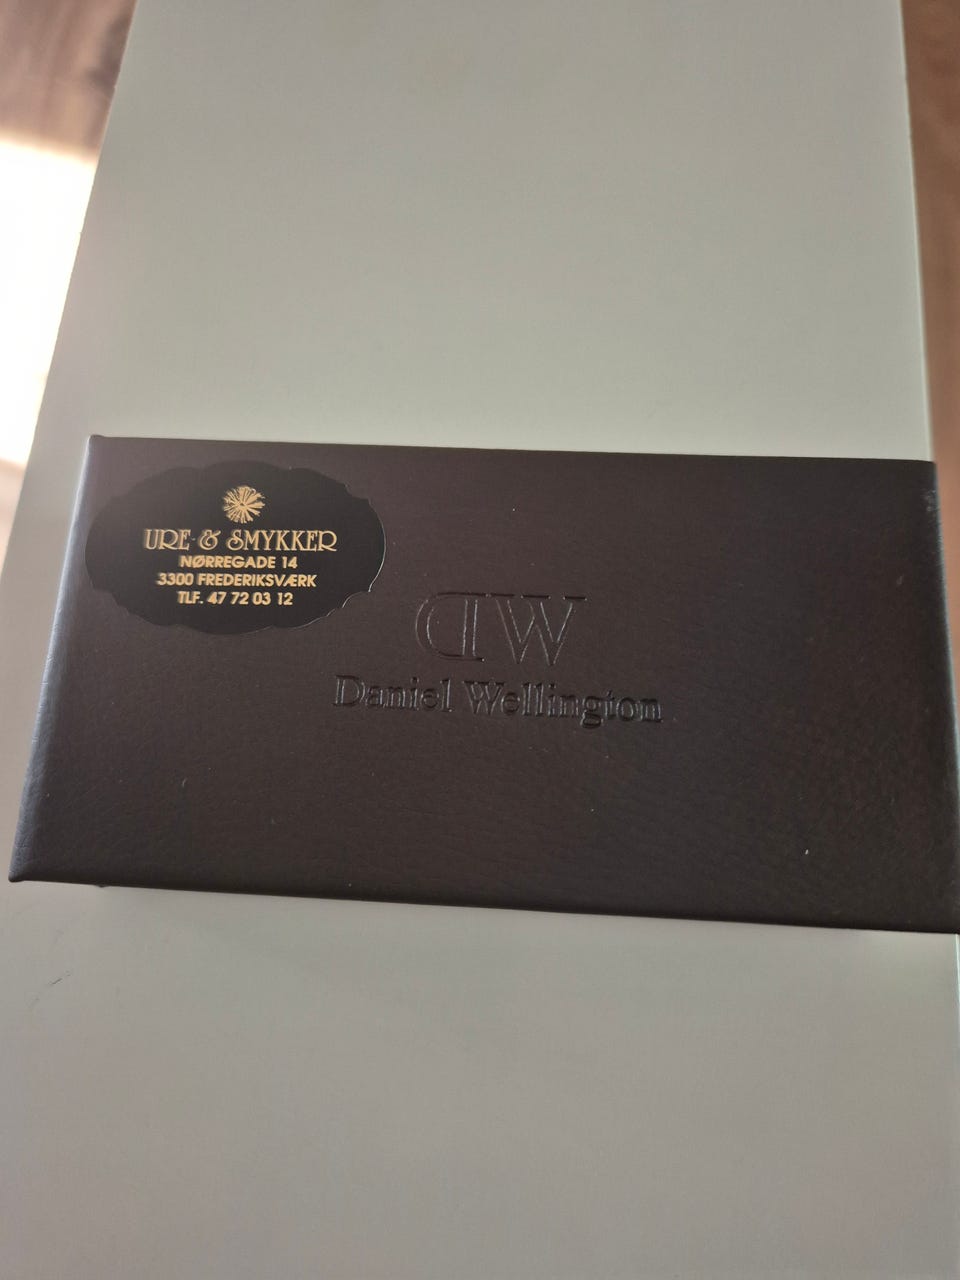 URE & SMYKKER
NØRREGADE 14
3300 FREDERIKSVÆRK
TLF. 47 72 03 12
DW
Daniel Wellington